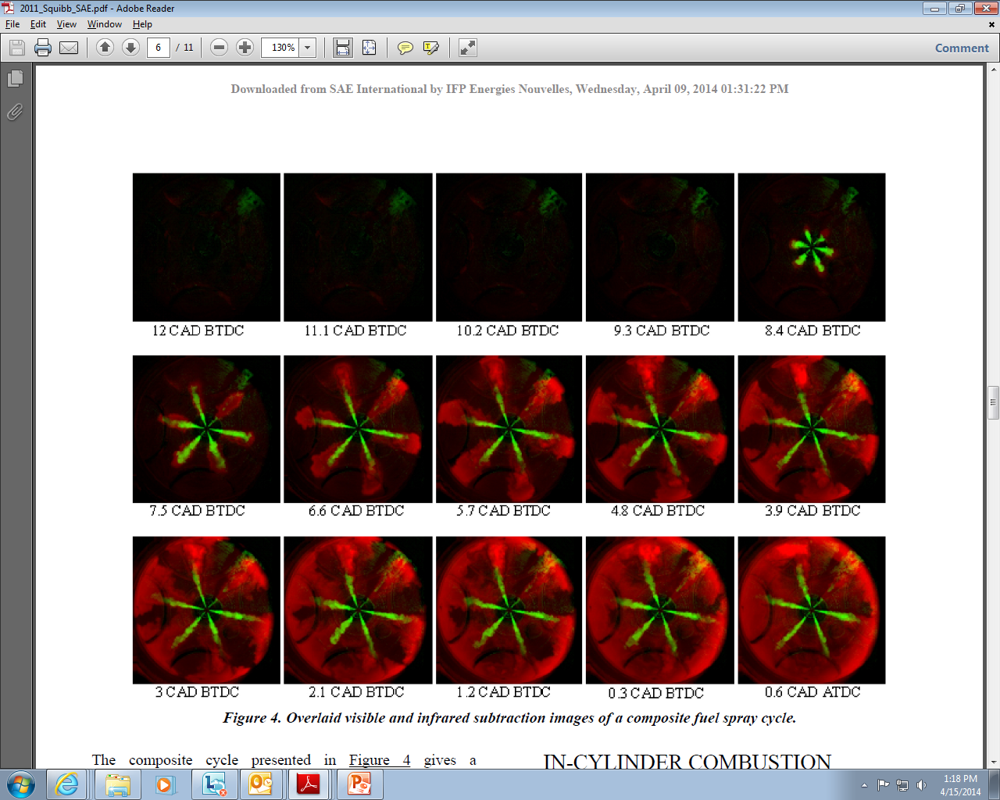 2011_Squibb_SAE.pdf - Adobe Reader
File Edit View Window Help
6 / 11 130% Comment
Downloaded from SAE International by IFP Energies Nouvelles, Wednesday, April 09, 2014 01:31:22 PM
12 CAD BTDC 11.1 CAD BTDC 10.2 CAD BTDC 9.3 CAD BTDC 8.4 CAD BTDC
7.5 CAD BTDC 6.6 CAD BTDC 5.7 CAD BTDC 4.8 CAD BTDC 3.9 CAD BTDC
3 CAD BTDC 2.1 CAD BTDC 1.2 CAD BTDC 0.3 CAD BTDC 0.6 CAD ATDC
Figure 4. Overlaid visible and infrared subtraction images of a composite fuel spray cycle.
The composite cycle presented in Figure 4 gives a
IN-CYLINDER COMBUSTION
1:18 PM
4/15/2014